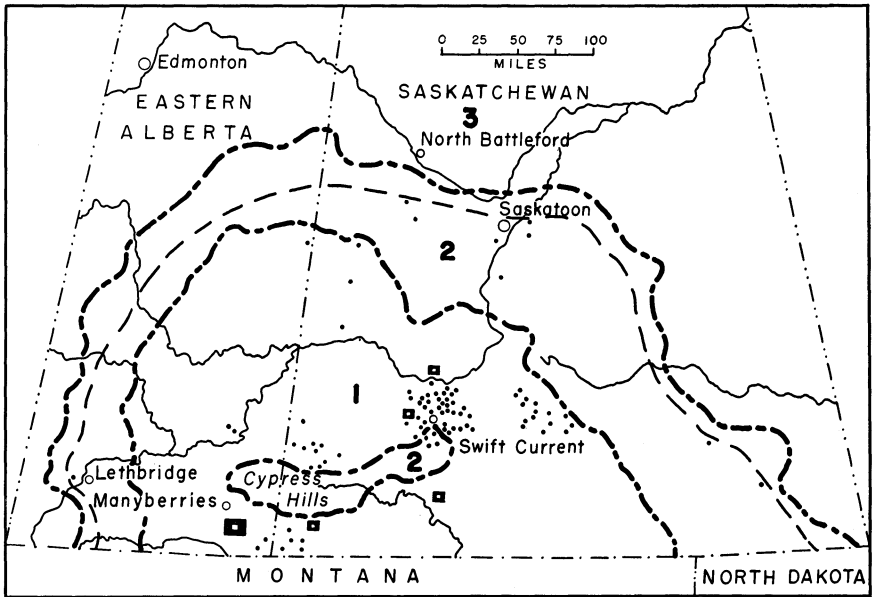 0 25 50 75 100
MILES
Edmonton
EASTERN
ALBERTA
SASKATCHEWAN
3
North Battleford
Saskatoon
2
1
Swift Current
2
Lethbridge
Cypress
Hills
Manyberries
MONTANA
NORTH DAKOTA